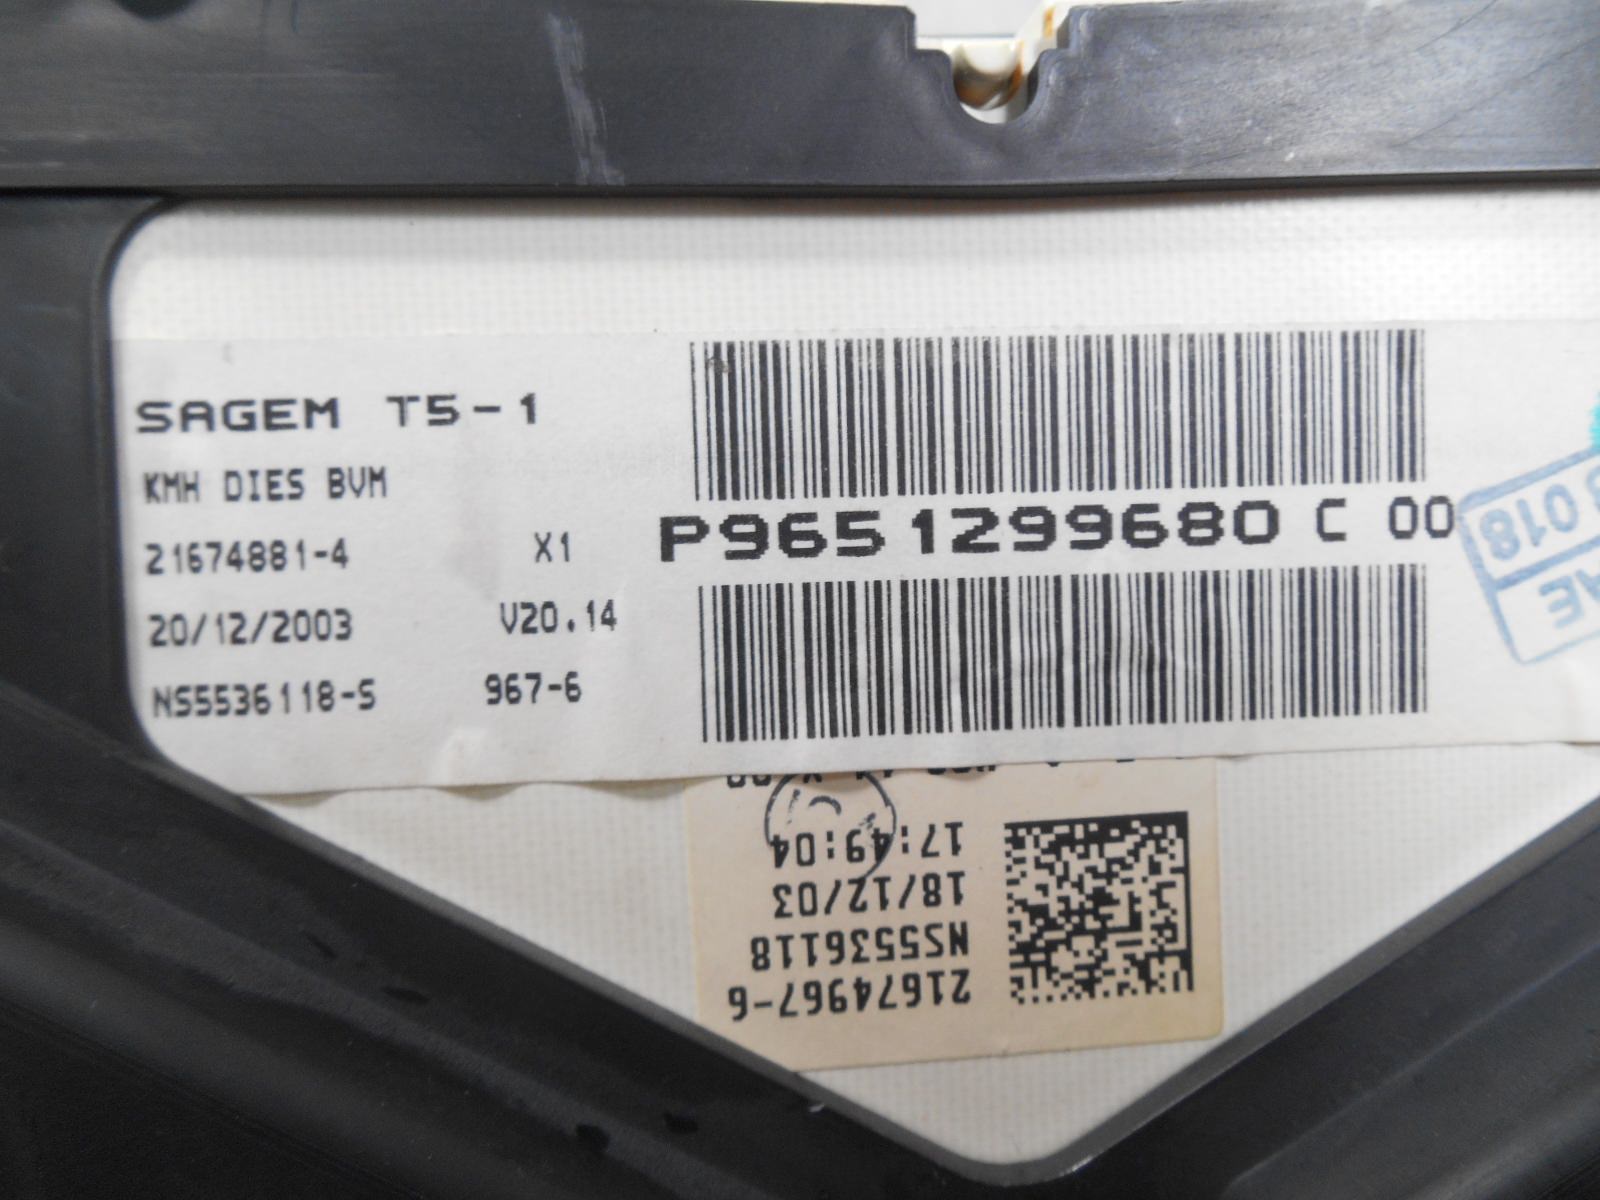 SAGEM T5-1
KMH DIES BVM
21674881-4 X1
20/12/2003 V20.14
NS5536118-S 967-6
P9651299680 C 00
018
AE
21674967-6
NS5536118
18/12/03
17:49:04